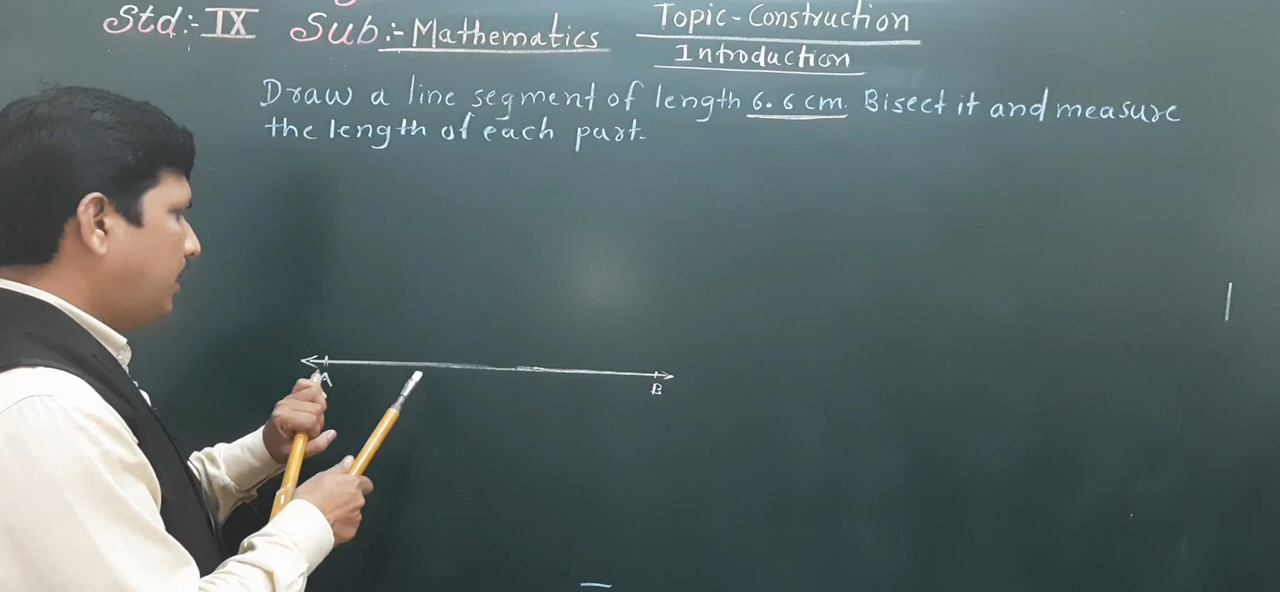 Std:- IX Sub:- Mathematics Topic - Construction
Introduction
Draw a line segment of length 6.6 cm. Bisect it and measure
the length of each part.
A
B